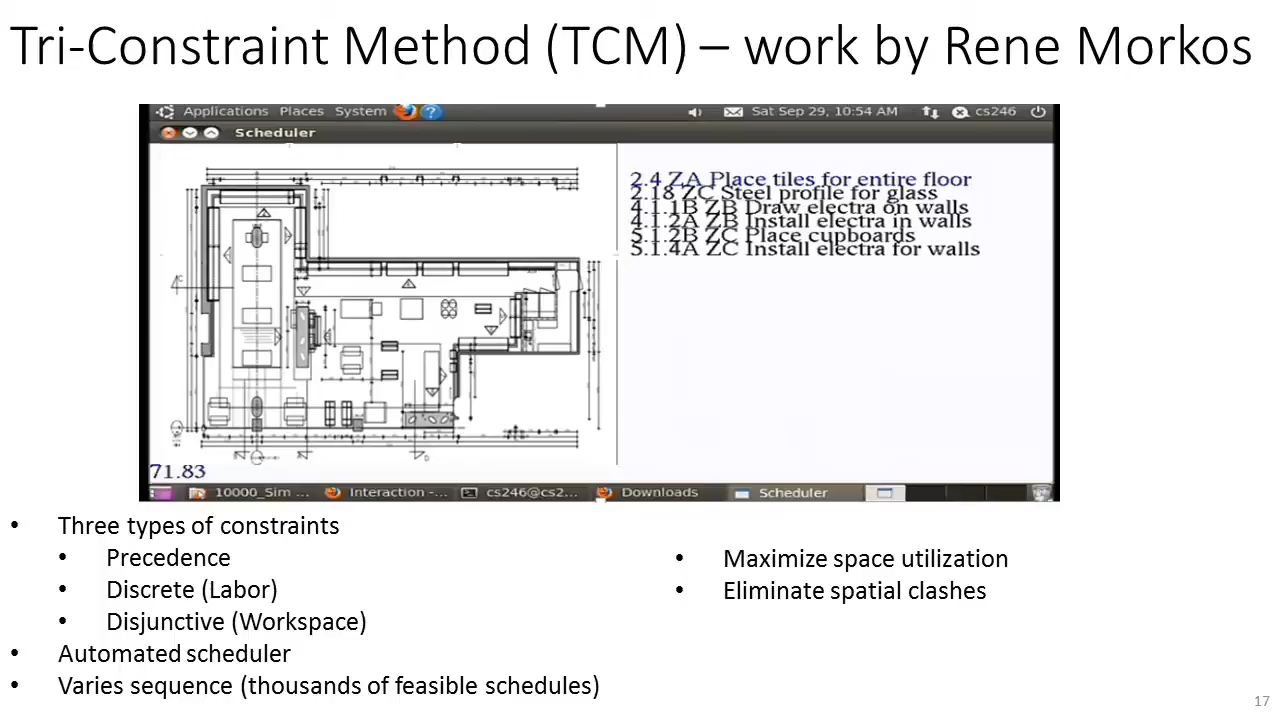 Tri-Constraint Method (TCM) – work by Rene Morkos
Applications Places System
Sat Sep 29, 10:54 AM
cs246
Scheduler
2.4 ZA Place tiles for entire floor
2.18 ZC Steel profile for glass
4.1.1B ZB Draw electra on walls
4.1.2A ZB Install electra in walls
5.1.2B ZC Place cupboards
5.1.4A ZC Install electra for walls
71.83
10000_Sim ...
Interaction -...
cs246@cs2...
Downloads
Scheduler
• Three types of constraints
• Precedence
• Discrete (Labor)
• Disjunctive (Workspace)
• Automated scheduler
• Varies sequence (thousands of feasible schedules)
• Maximize space utilization
• Eliminate spatial clashes
17